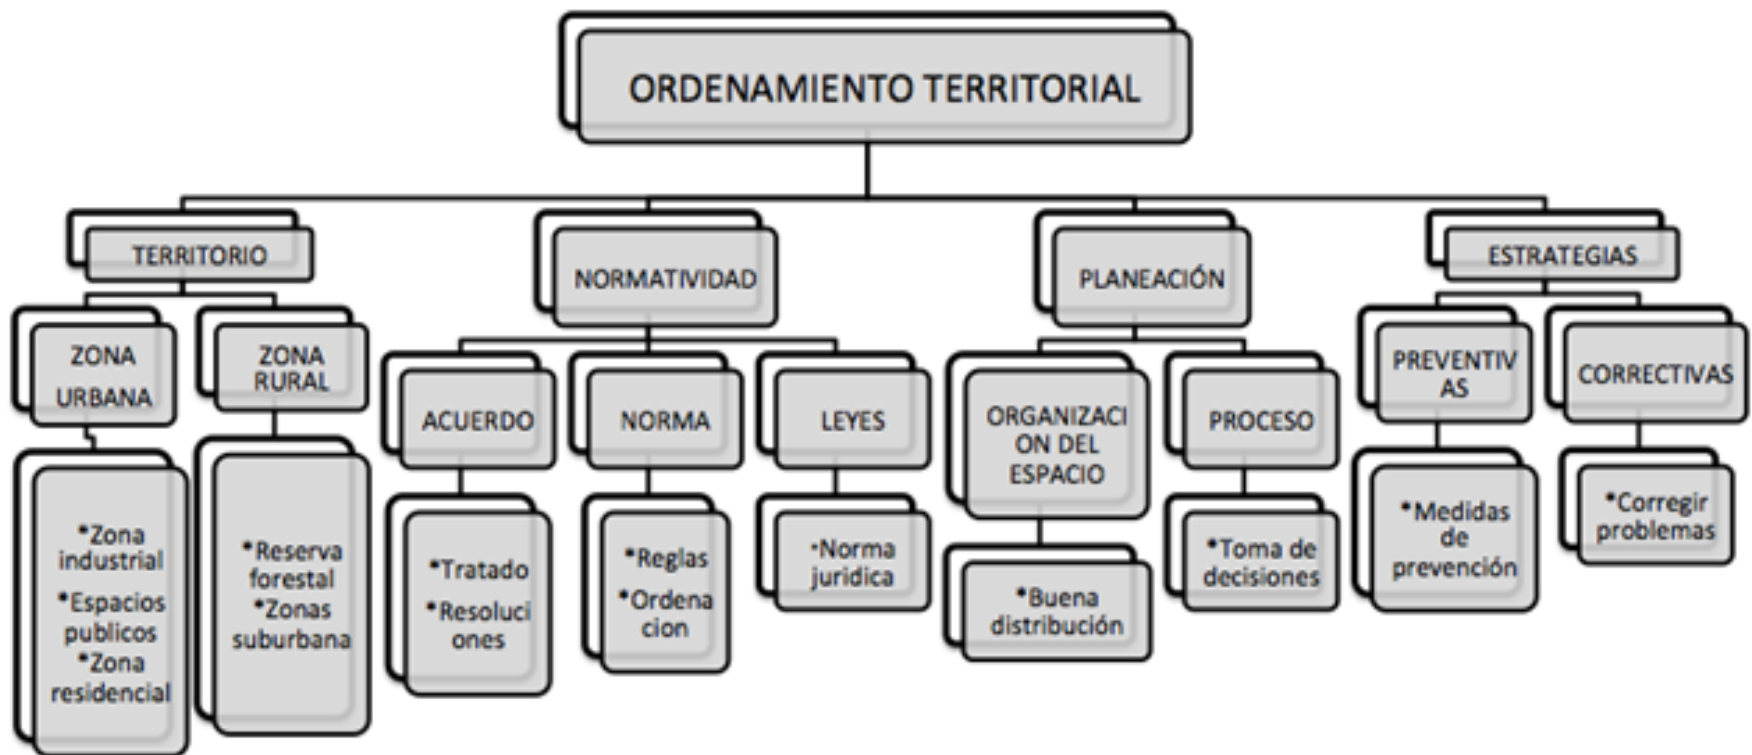 ORDENAMIENTO TERRITORIAL
TERRITORIO
NORMATIVIDAD
PLANEACIÓN
ESTRATEGIAS
ZONA
URBANA
ZONA
RURAL
ACUERDO
NORMA
LEYES
ORGANIZACI
ON DEL
ESPACIO
PROCESO
PREVENTIV
AS
CORRECTIVAS
*Zona
industrial
*Espacios
publicos
*Zona
residencial
*Reserva
forestal
*Zonas
suburbana
*Tratado
*Resoluci
ones
*Reglas
*Ordena
cion
*Norma
juridica
*Buena
distribución
*Toma de
decisiones
*Medidas
de
prevención
*Corregir
problemas